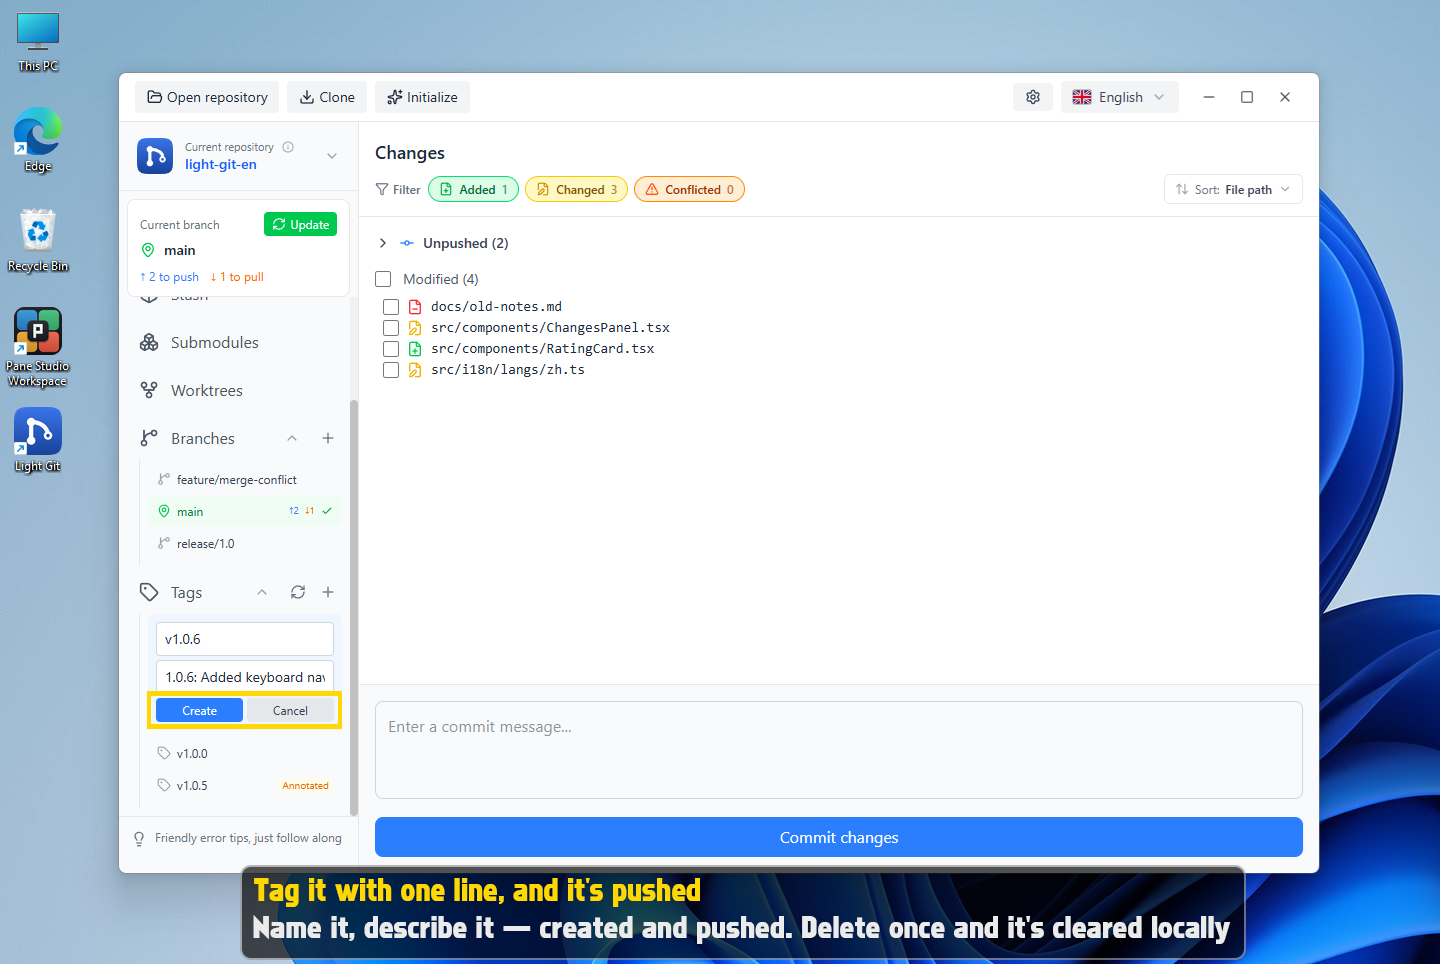 This PC
Edge
Recycle Bin
Pane Studio
Workspace
Light Git
Open repository
Clone
Initialize
English
Current repository
light-git-en
Current branch
Update
main
↑ 2 to push ↓ 1 to pull
Stash
Submodules
Worktrees
Branches
feature/merge-conflict
main ↑2 ↓1
release/1.0
Tags
v1.0.6
1.0.6: Added keyboard nav
Create
Cancel
v1.0.0
v1.0.5 Annotated
Friendly error tips, just follow along
Changes
Filter
Added 1
Changed 3
Conflicted 0
Sort: File path
Unpushed (2)
Modified (4)
docs/old-notes.md
src/components/ChangesPanel.tsx
src/components/RatingCard.tsx
src/i18n/langs/zh.ts
Enter a commit message...
Commit changes
Tag it with one line, and it's pushed
Name it, describe it — created and pushed. Delete once and it's cleared locally